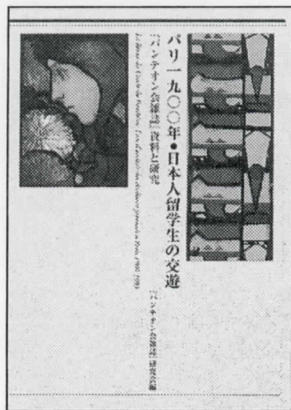 パリ一九〇〇年●日本人留学生の交遊
『パンテオン会雑誌』資料と研究
『パンテオン会雑誌』研究会編